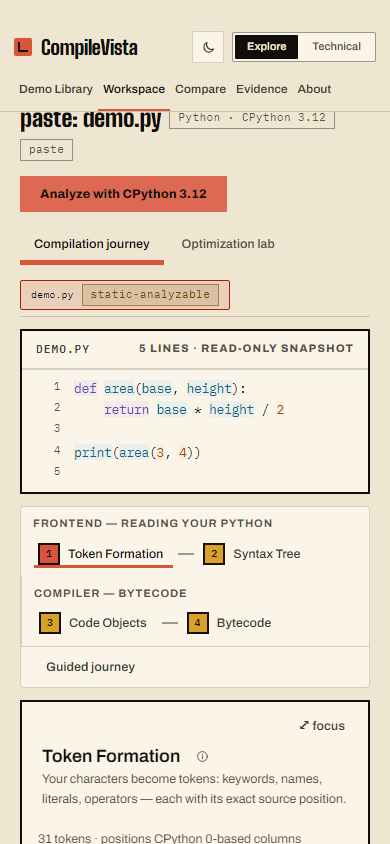 CompileVista
Explore Technical
Demo Library Workspace Compare Evidence About
paste: demo.py Python · CPython 3.12
paste
Analyze with CPython 3.12
Compilation journey Optimization lab
demo.py static-analyzable
DEMO.PY 5 LINES · READ-ONLY SNAPSHOT
1 def area(base, height):
2 return base * height / 2
3
4 print(area(3, 4))
5
FRONTEND — READING YOUR PYTHON
1 Token Formation — 2 Syntax Tree
COMPILER — BYTECODE
3 Code Objects — 4 Bytecode
Guided journey
focus
Token Formation
Your characters become tokens: keywords, names,
literals, operators — each with its exact source position.
31 tokens · positions CPython 0-based columns